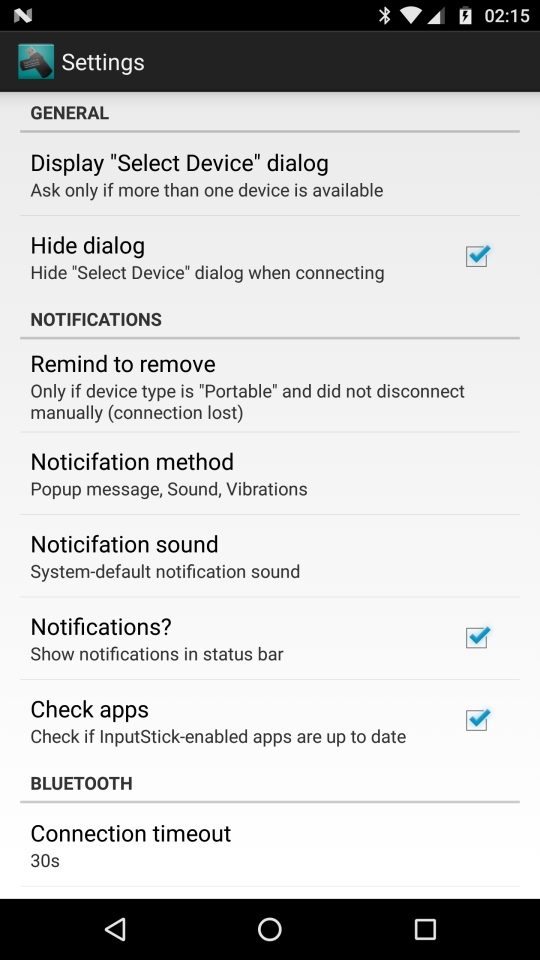 02:15
Settings
GENERAL
Display "Select Device" dialog
Ask only if more than one device is available
Hide dialog
Hide "Select Device" dialog when connecting
NOTIFICATIONS
Remind to remove
Only if device type is "Portable" and did not disconnect
manually (connection lost)
Noticifation method
Popup message, Sound, Vibrations
Noticifation sound
System-default notification sound
Notifications?
Show notifications in status bar
Check apps
Check if InputStick-enabled apps are up to date
BLUETOOTH
Connection timeout
30s